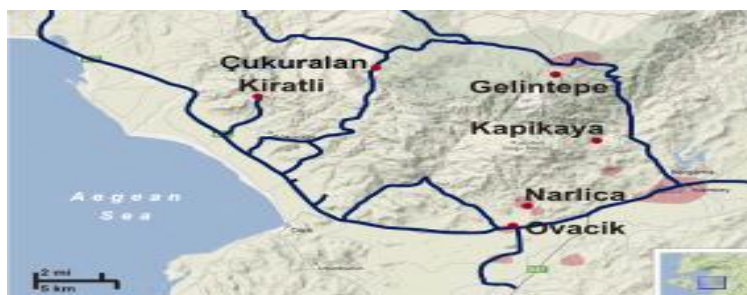 Çukuralan
Kiratli
Gelintepe
Kapikaya
Aegean
Sea
Narlica
Ovacik
2 mi
5 km